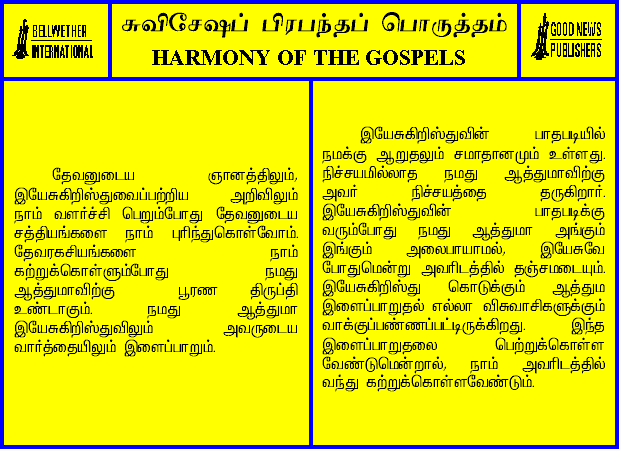 BELLWETHER
INTERNATIONAL
சுவிசேஷப் பிரபந்தப் பொருத்தம்
HARMONY OF THE GOSPELS
GOOD NEWS
PUBLISHERS
தேவனுடைய ஞானத்திலும்,
இயேசுகிறிஸ்துவைப்பற்றிய அறிவிலும்
நாம் வளர்ச்சி பெறும்போது தேவனுடைய
சத்தியங்களை நாம் புரிந்துகொள்வோம்.
தேவரகசியங்களை நாம்
கற்றுக்கொள்ளும்போது நமது
ஆத்துமாவிற்கு பூரண திருப்தி
உண்டாகும். நமது ஆத்துமா
இயேசுகிறிஸ்துவிலும் அவருடைய
வார்த்தையிலும் இளைப்பாறும்.
இயேசுகிறிஸ்துவின் பாதபடியில்
நமக்கு ஆறுதலும் சமாதானமும் உள்ளது.
நிச்சயமில்லாத நமது ஆத்துமாவிற்கு
அவர் நிச்சயத்தை தருகிறார்.
இயேசுகிறிஸ்துவின் பாதபடிக்கு
வரும்போது நமது ஆத்துமா அங்கும்
இங்கும் அலைபாயாமல், இயேசுவே
போதுமென்று அவரிடத்தில் தஞ்சமடையும்.
இயேசுகிறிஸ்து கொடுக்கும் ஆத்தும
இளைப்பாறுதல் எல்லா விசுவாசிகளுக்கும்
வாக்குப்பண்ணப்பட்டிருக்கிறது. இந்த
இளைப்பாறுதலை பெற்றுக்கொள்ள
வேண்டுமென்றால், நாம் அவரிடத்தில்
வந்து கற்றுக்கொள்ளவேண்டும்.